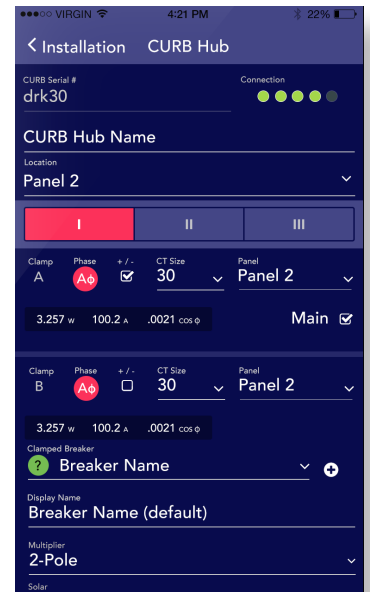 VIRGIN 4:21 PM 22%
Installation CURB Hub
CURB Serial # Connection
drk30
CURB Hub Name
Location
Panel 2
I II III
Clamp Phase + / - CT Size Panel
A Aϕ 30 Panel 2
3.257 w 100.2 A .0021 cos ϕ Main
Clamp Phase + / - CT Size Panel
B Aϕ 30 Panel 2
3.257 w 100.2 A .0021 cos ϕ
Clamped Breaker
? Breaker Name
Display Name
Breaker Name (default)
Multiplier
2-Pole
Solar